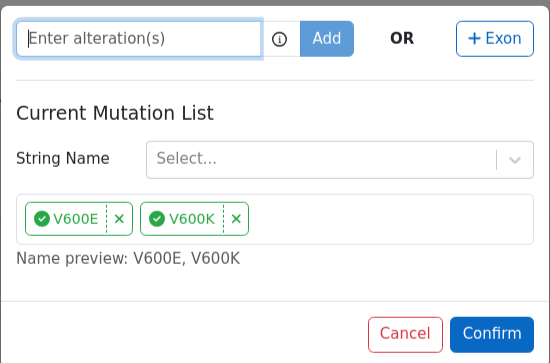 Enter alteration(s) Add OR + Exon
Current Mutation List
String Name Select...
V600E × V600K ×
Name preview: V600E, V600K
Cancel Confirm